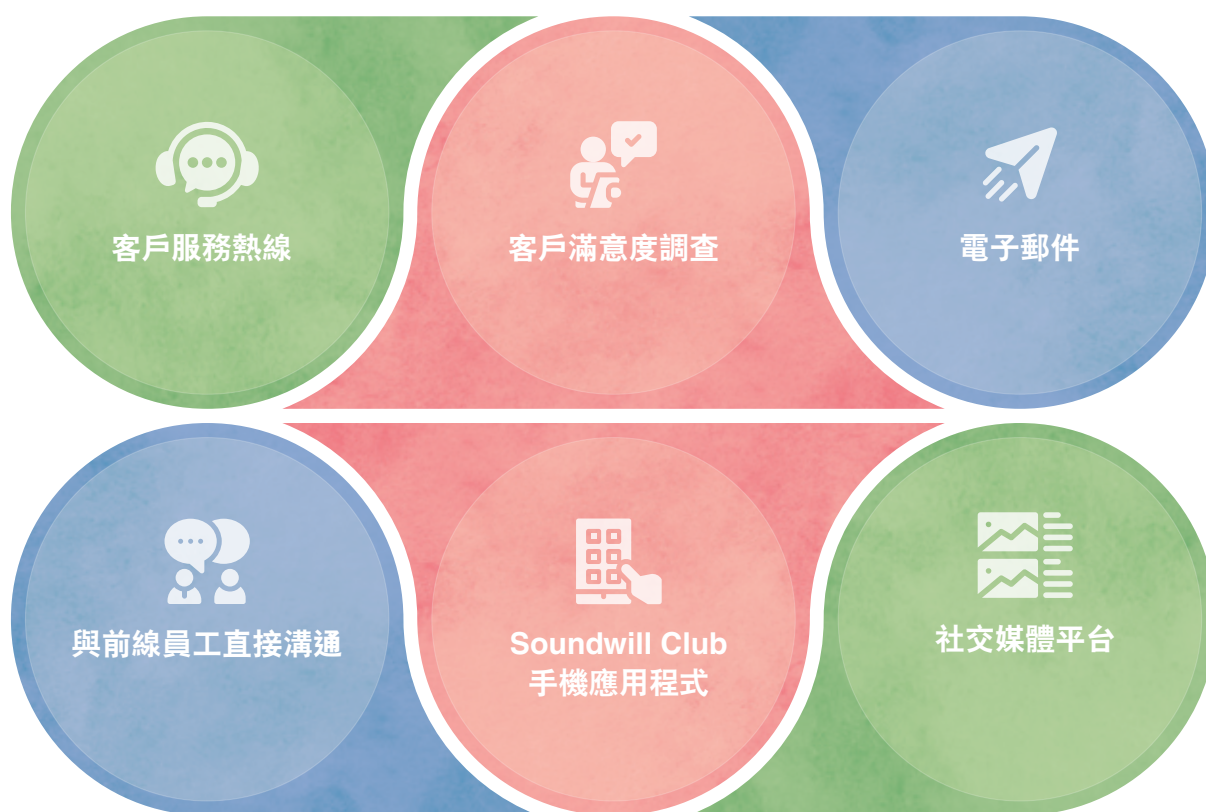 客戶服務熱線
客戶滿意度調查
電子郵件
與前線員工直接溝通
Soundwill Club
手機應用程式
社交媒體平台